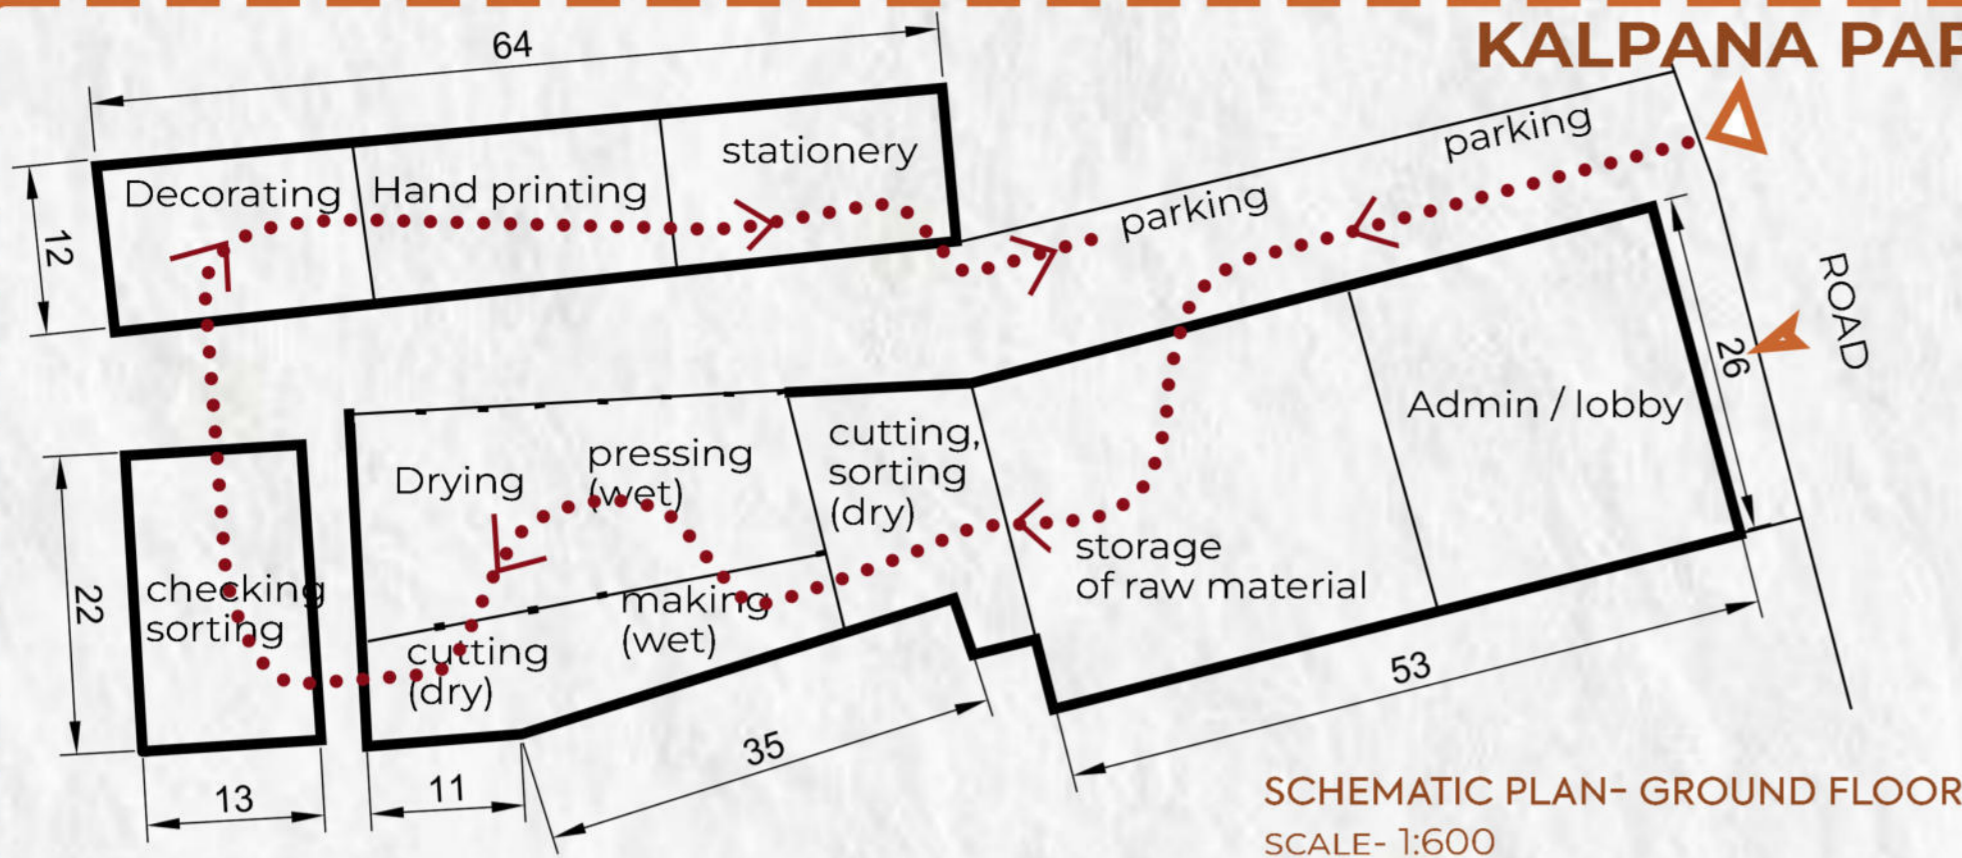 64
KALPANA PAP
parking
parking
stationery
Decorating
Hand printing
12
ROAD
26
Admin / lobby
cutting,
sorting
(dry)
pressing
(wet)
Drying
storage
of raw material
checking
sorting
22
making
(wet)
cutting
(dry)
53
35
11
13
SCHEMATIC PLAN- GROUND FLOOR
SCALE- 1:600